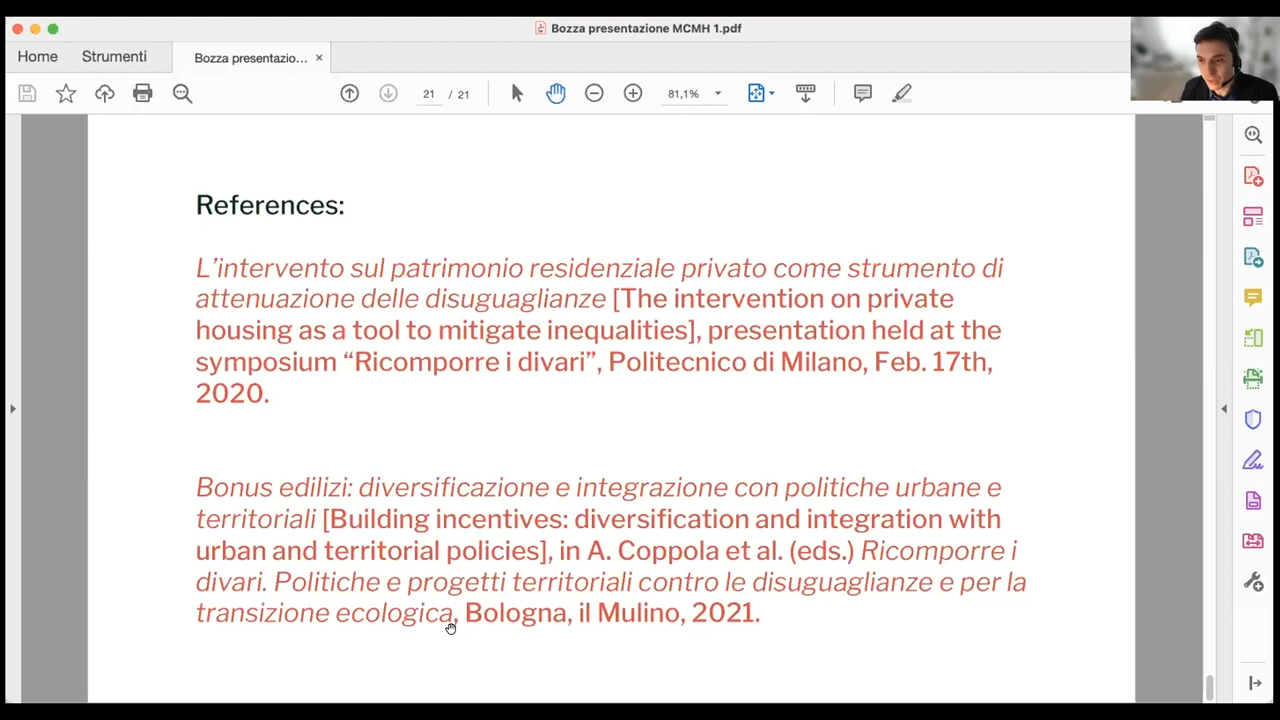 Bozza presentazione MCMH 1.pdf
Home
Strumenti
Bozza presentazio... ×
21 / 21
81,1%
References:
L’intervento sul patrimonio residenziale privato come strumento di
attenuazione delle disuguaglianze [The intervention on private
housing as a tool to mitigate inequalities], presentation held at the
symposium “Ricomporre i divari”, Politecnico di Milano, Feb. 17th,
2020.
Bonus edilizi: diversificazione e integrazione con politiche urbane e
territoriali [Building incentives: diversification and integration with
urban and territorial policies], in A. Coppola et al. (eds.) Ricomporre i
divari. Politiche e progetti territoriali contro le disuguaglianze e per la
transizione ecologica, Bologna, il Mulino, 2021.